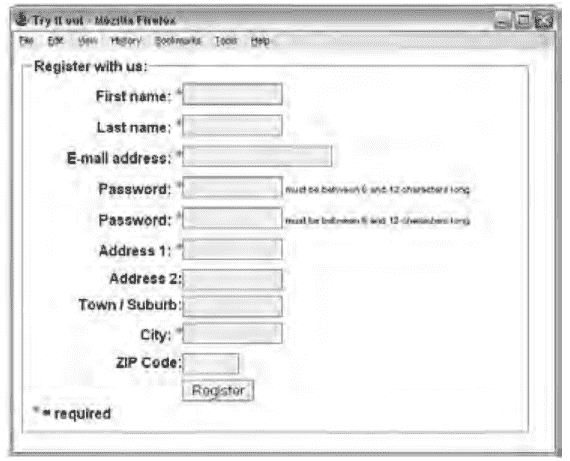 Try it out - Mozilla Firefox
File Edit View History Bookmarks Tools Help
Register with us:
First name: *
Last name: *
E-mail address: *
Password: * must be between 6 and 12 characters long
Password: * must be between 6 and 12 characters long
Address 1: *
Address 2:
Town / Suburb:
City: *
ZIP Code:
Register
* = required